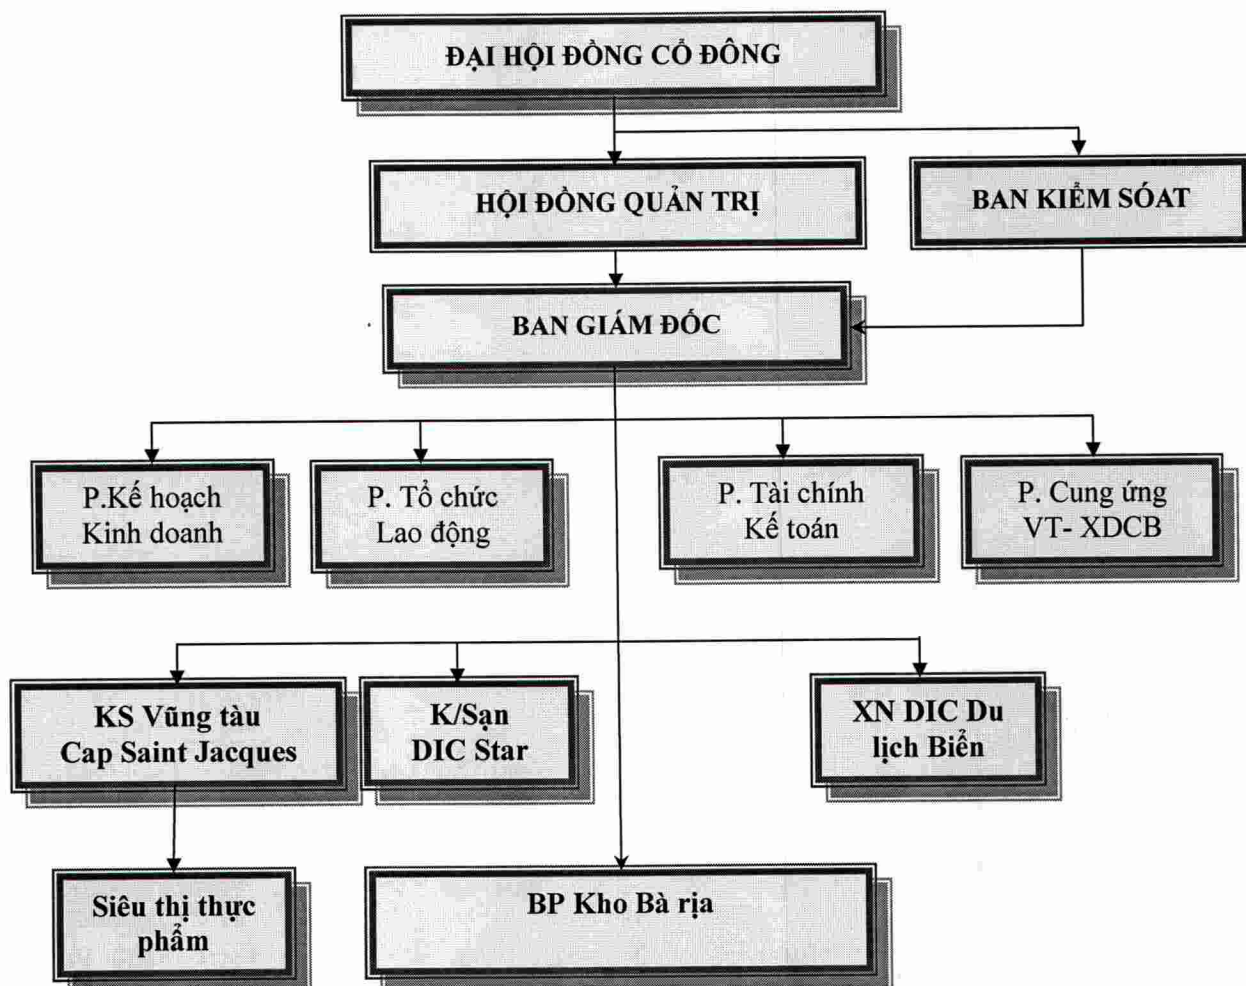 ĐẠI HỘI ĐỒNG CỔ ĐÔNG
HỘI ĐỒNG QUẢN TRỊ
BAN KIỂM SÓAT
BAN GIÁM ĐỐC
P.Kế hoạch
Kinh doanh
P. Tổ chức
Lao động
P. Tài chính
Kế toán
P. Cung ứng
VT- XDCB
KS Vũng tàu
Cap Saint Jacques
K/Sạn
DIC Star
XN DIC Du
lịch Biển
Siêu thị thực
phẩm
BP Kho Bà rịa